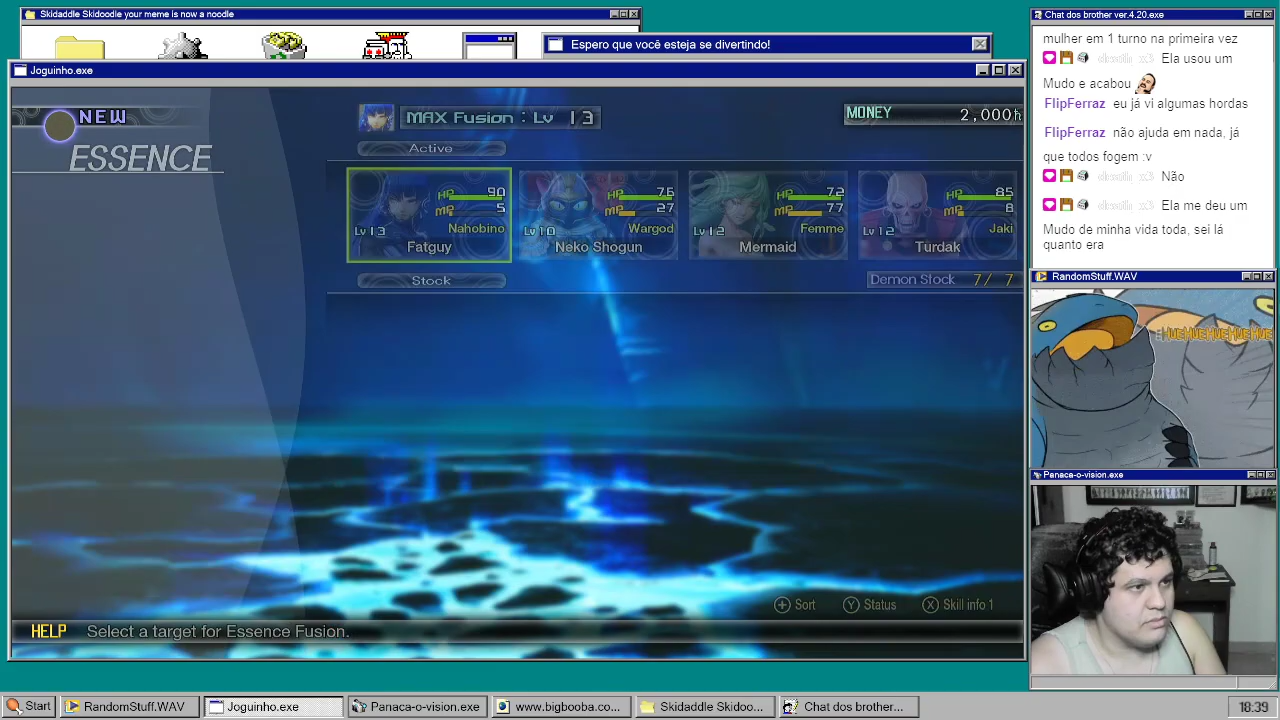 Skidaddle Skidoodle your meme is now a noodle
Espero que você esteja se divertindo!
Joguinho.exe
NEW
ESSENCE
MAX Fusion : Lv 13
MONEY 2,000
Active
HP 90
MP 5
Nahobino
Lv 13
Fatguy
HP 76
MP 27
Wargod
Lv 10
Neko Shogun
HP 72
MP 77
Femme
Lv 12
Mermaid
HP 85
MP 8
Jaki
Lv 12
Turdak
Stock
Demon Stock 7/ 7
+ Sort
Y Status
X Skill info 1
HELP Select a target for Essence Fusion.
Chat dos brother ver.4.20.exe
mulher em 1 turno na primeira vez
Ela usou um
Mudo e acabou
FlipFerraz eu já vi algumas hordas
FlipFerraz não ajuda em nada, já
que todos fogem :v
x3 Não
x3 Ela me deu um
Mudo de minha vida toda, sei lá
quanto era
RandomStuff.WAV
HUEHUEHUEHUEHUE
Panaca-o-vision.exe
Start
RandomStuff.WAV
Joguinho.exe
Panaca-o-vision.exe
www.bigbooba.co...
Skidaddle Skidoo...
Chat dos brother...
18:39